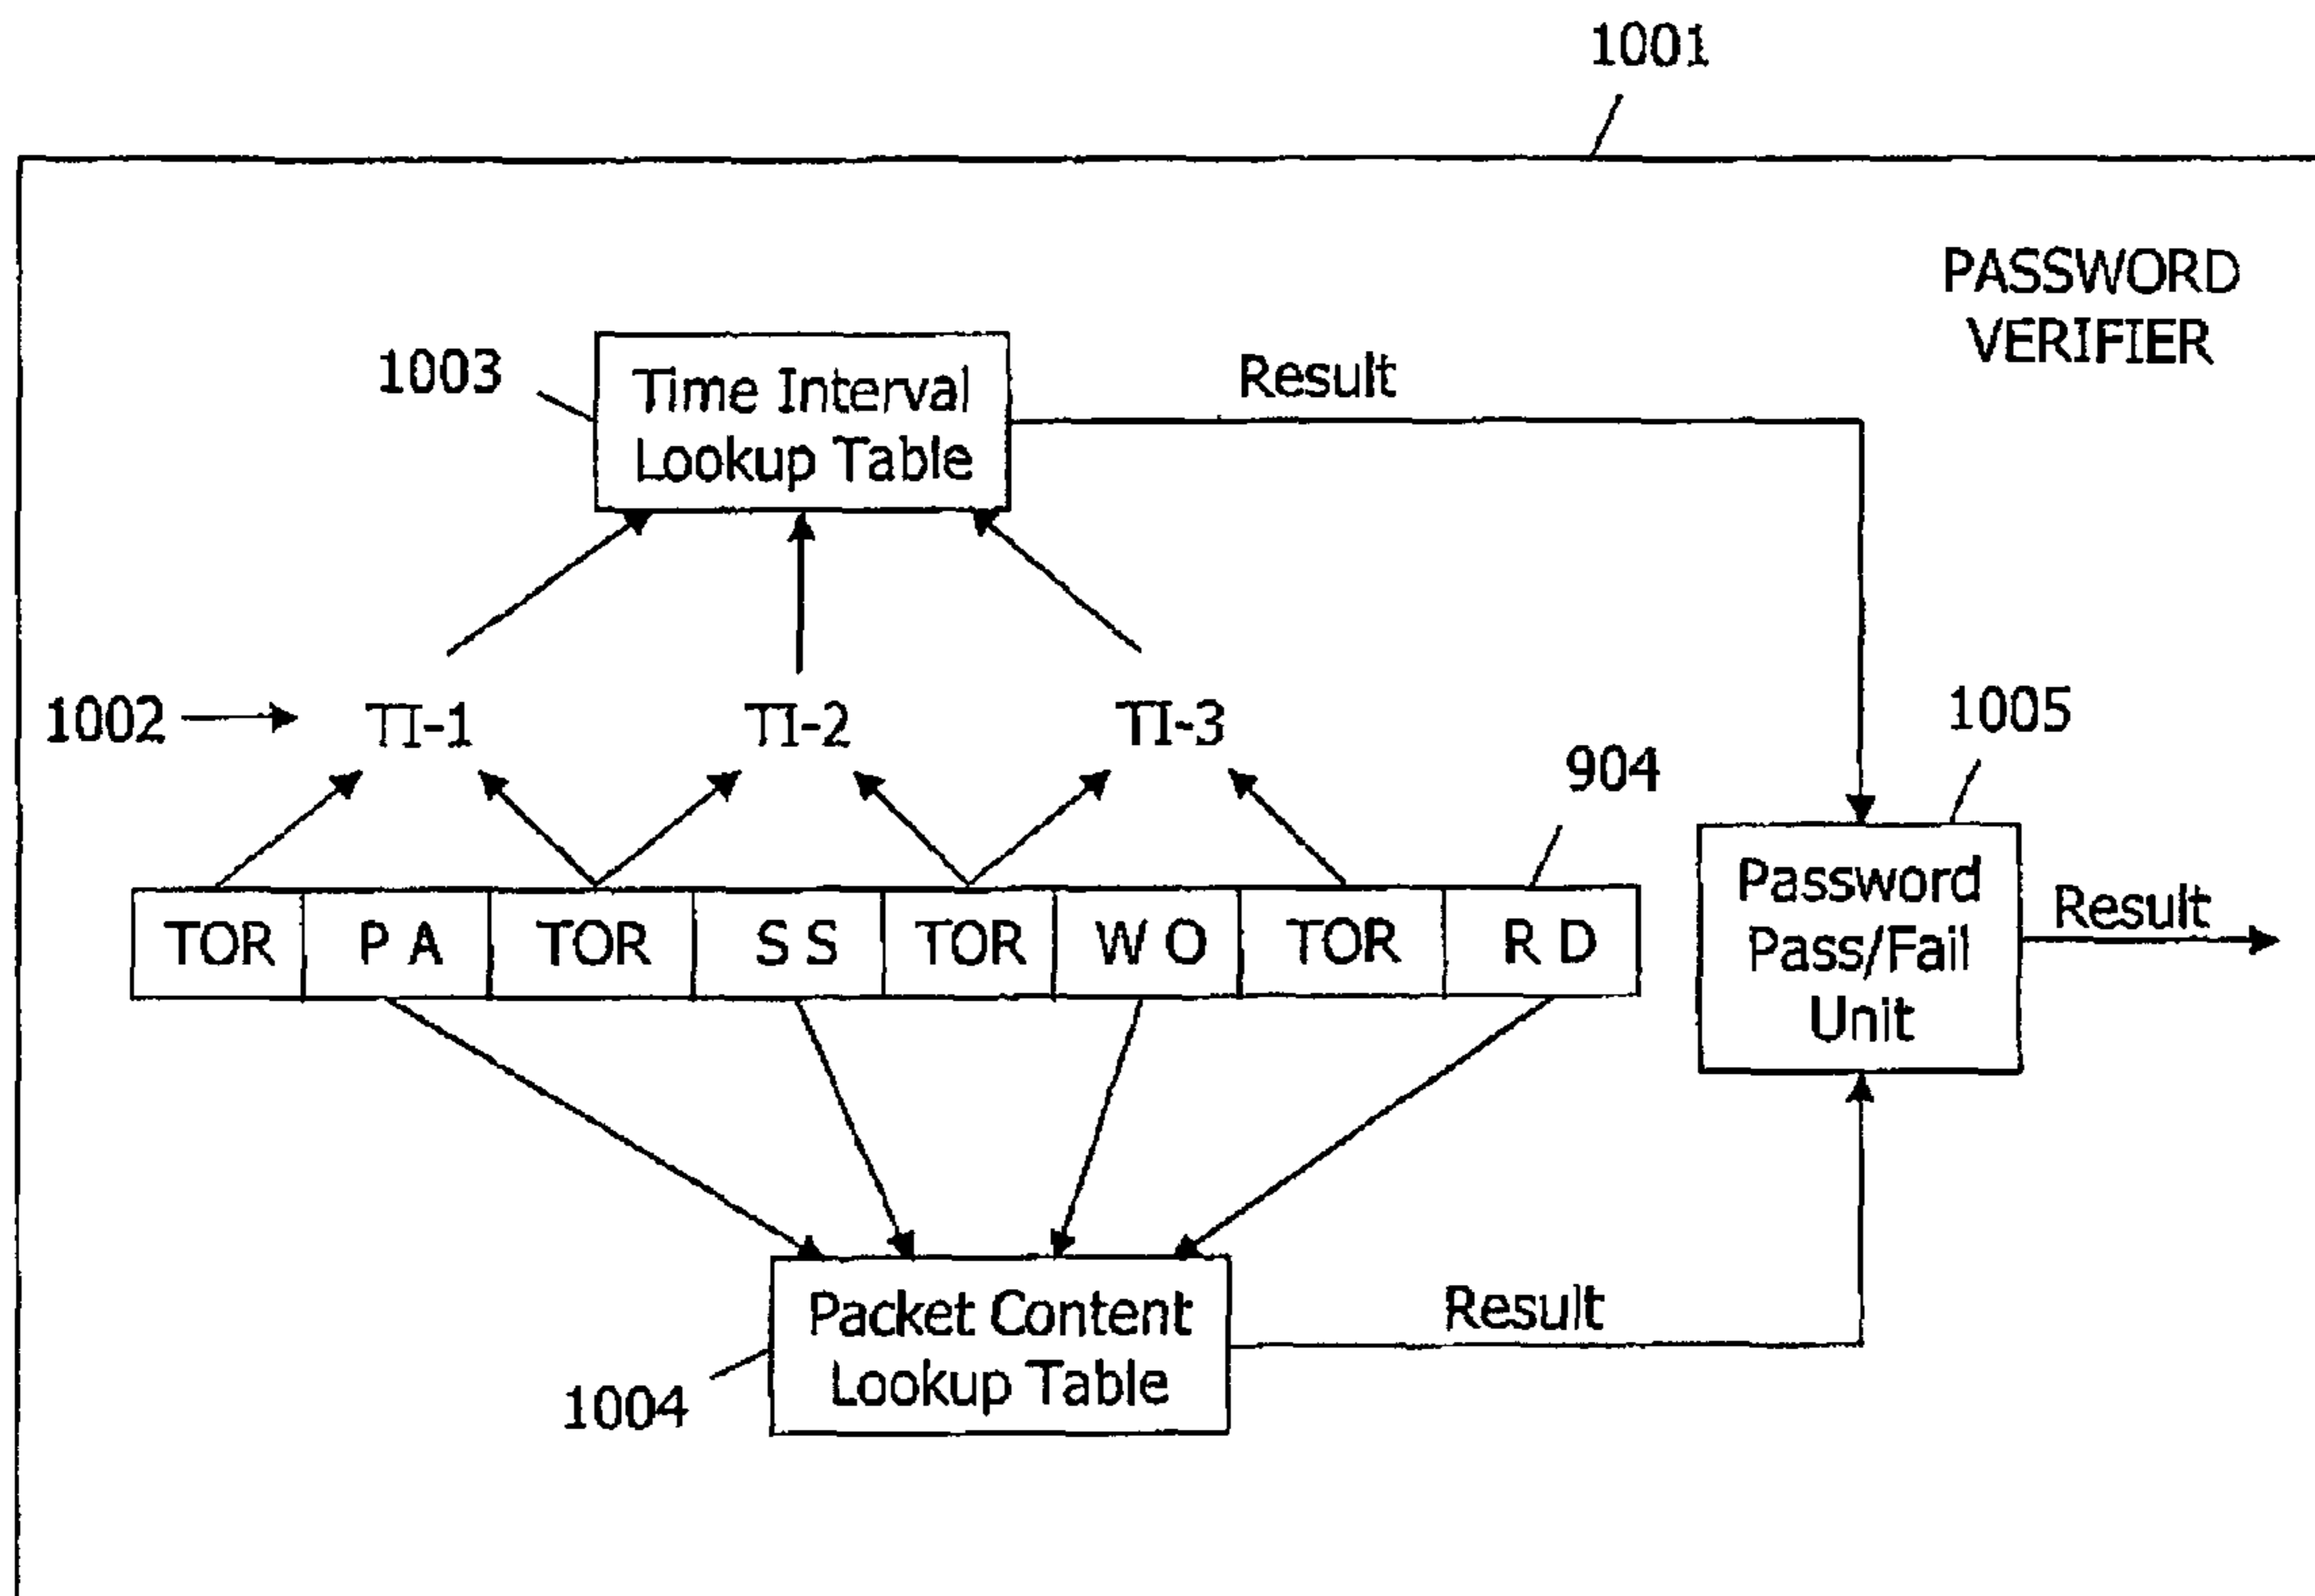 1001
PASSWORD
VERIFIER
1003
Time Interval
Lookup Table
Result
1002
TI-1
TI-2
TI-3
904
1005
TOR P A TOR S S TOR W O TOR R D
Password
Pass/Fail
Unit
Result
Packet Content
Lookup Table
Result
1004